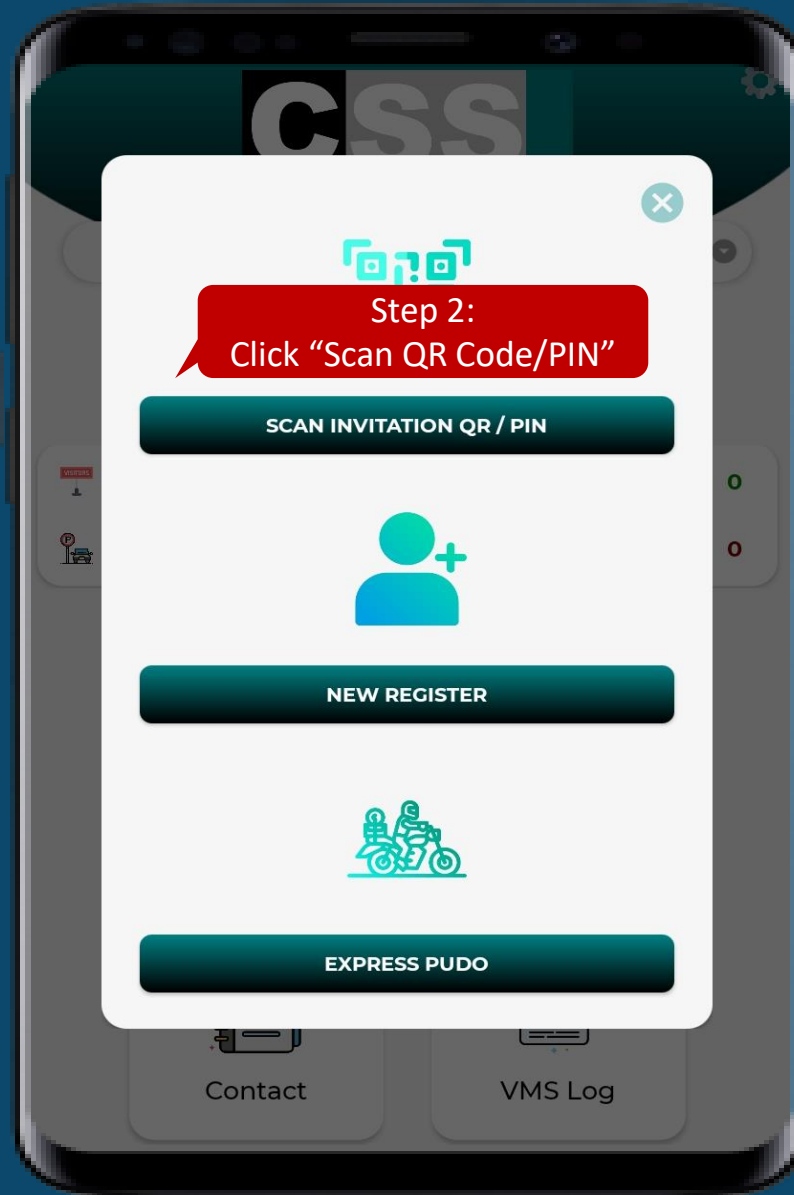 CSS
Step 2:
Click “Scan QR Code/PIN”
SCAN INVITATION QR / PIN
VISITORS
0
P
0
NEW REGISTER
EXPRESS PUDO
Contact
VMS Log